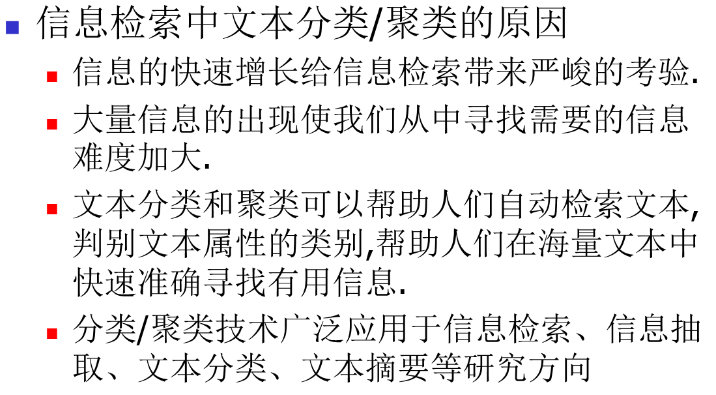 信息检索中文本分类/聚类的原因
信息的快速增长给信息检索带来严峻的考验.
大量信息的出现使我们从中寻找需要的信息
难度加大.
文本分类和聚类可以帮助人们自动检索文本,
判别文本属性的类别,帮助人们在海量文本中
快速准确寻找有用信息.
分类/聚类技术广泛应用于信息检索、信息抽
取、文本分类、文本摘要等研究方向